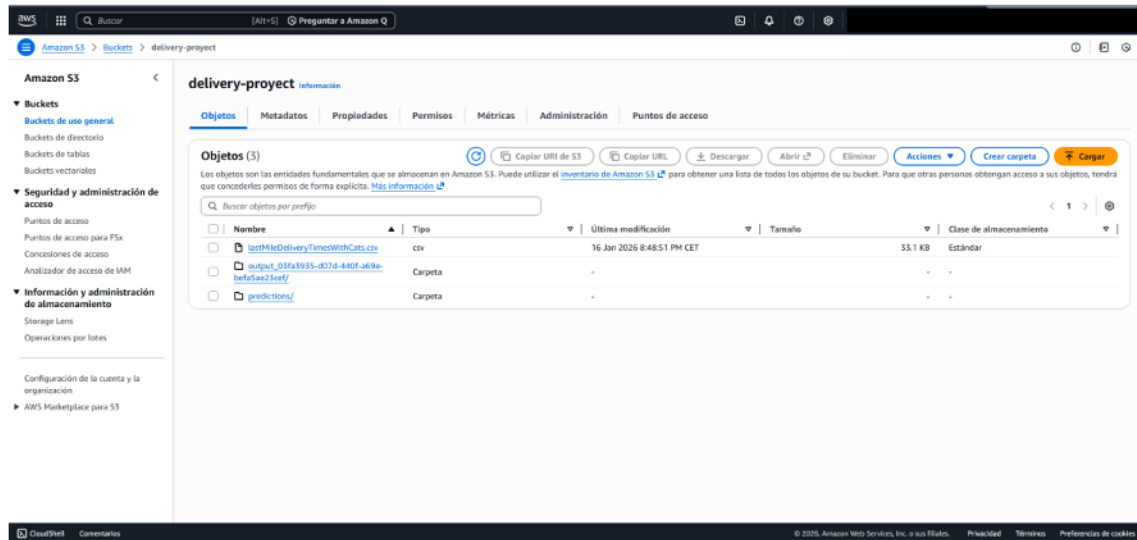 aws
Buscar
[Alt+S]
Preguntar a Amazon Q
Amazon S3 > Buckets > delivery-proyect
Amazon S3
Buckets
Buckets de uso general
Buckets de directorio
Buckets de tablas
Buckets vectoriales
Seguridad y administración de
acceso
Puntos de acceso
Puntos de acceso para FSx
Concesiones de acceso
Analizador de acceso de IAM
Información y administración
de almacenamiento
Storage Lens
Operaciones por lotes
Configuración de la cuenta y la
organización
AWS Marketplace para S3
delivery-proyect Información
Objetos Metadatos Propiedades Permisos Métricas Administración Puntos de acceso
Objetos (3)
Copiar URI de S3 Copiar URL Descargar Abrir Eliminar Acciones Crear carpeta Cargar
Los objetos son las entidades fundamentales que se almacenan en Amazon S3. Puede utilizar el inventario de Amazon S3 para obtener una lista de todos los objetos de su bucket. Para que otras personas obtengan acceso a sus objetos, tendrá
que concederles permisos de forma explícita. Más información
Buscar objetos por prefijo
< 1 >
Nombre Tipo Última modificación Tamaño Clase de almacenamiento
lastMileDeliveryTimesWithCats.csv csv 16 Jan 2026 8:48:51 PM CET 33.1 KB Estándar
output_03fa3935-d07d-440f-a69e-
befa5ae23cef/ Carpeta - - -
predictions/ Carpeta - - -
CloudShell Comentarios © 2026, Amazon Web Services, Inc. o sus filiales. Privacidad Términos Preferencias de cookies